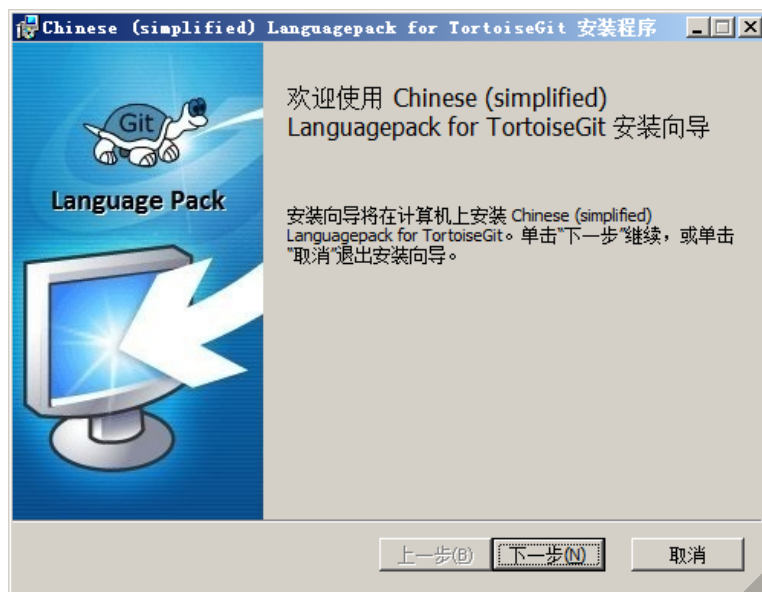 Chinese (simplified) Languagepack for TortoiseGit 安装程序
Git
Language Pack
欢迎使用 Chinese (simplified)
Languagepack for TortoiseGit 安装向导
安装向导将在计算机上安装 Chinese (simplified)
Languagepack for TortoiseGit。单击"下一步"继续，或单击
"取消"退出安装向导。
上一步(B)
下一步(N)
取消